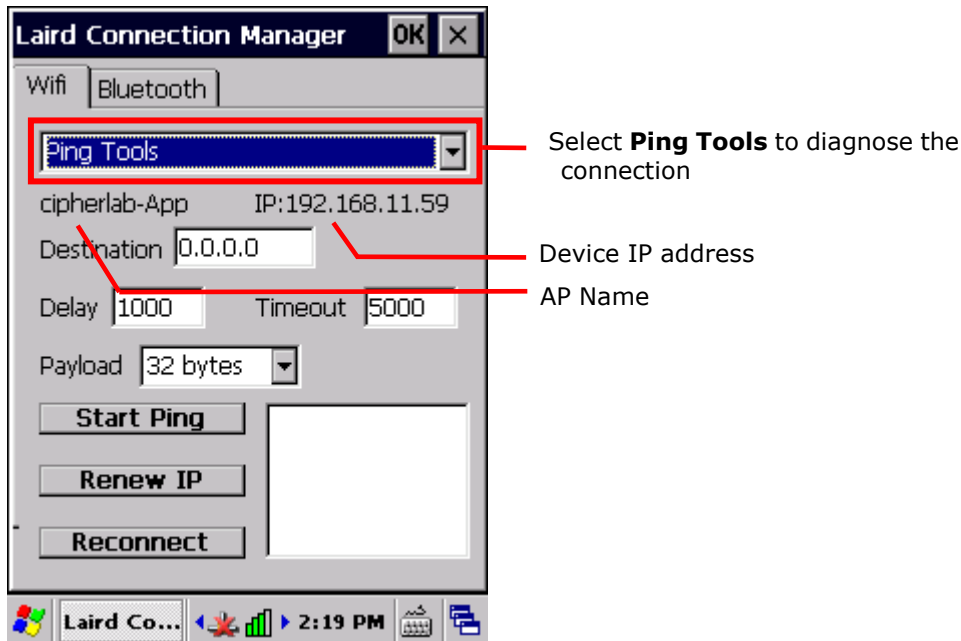 Laird Connection Manager OK ×
Wifi Bluetooth
Ping Tools
Select Ping Tools to diagnose the
connection
cipherlab-App IP:192.168.11.59
Destination 0.0.0.0
Device IP address
AP Name
Delay 1000 Timeout 5000
Payload 32 bytes
Start Ping
Renew IP
Reconnect
Laird Co... 2:19 PM